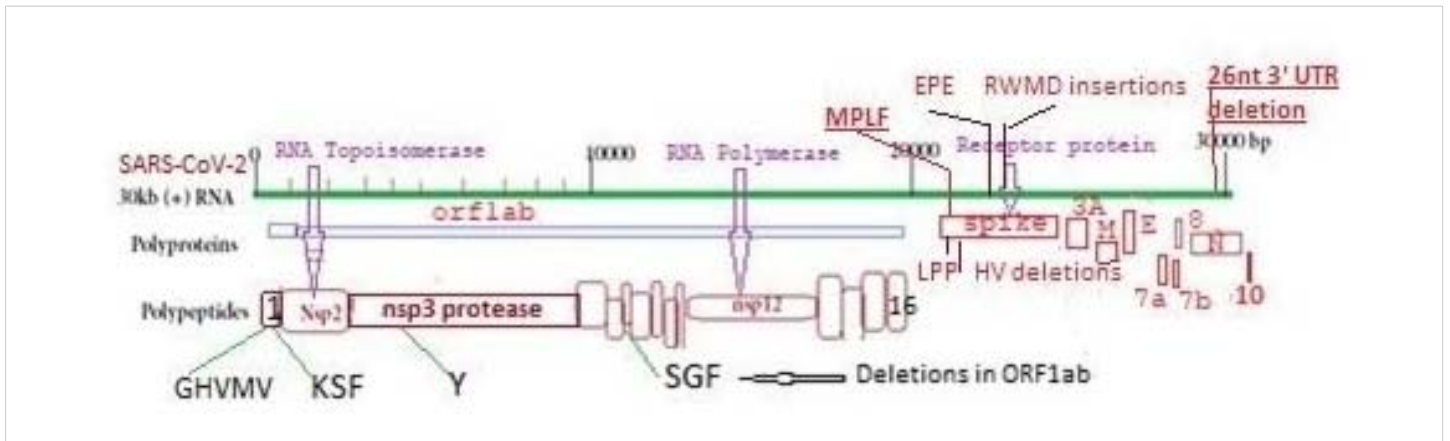 26nt 3' UTR
EPE RWMD insertions
deletion
MPLF
SARS-CoV-2
0 RNA Topoisomerase 10000 RNA Polymerase 20000 Receptor protein 30000 bp
30kb (+) RNA
orf1ab spike 3A M E 8 N
Polyproteins
LPP HV deletions
7a 7b 10
Polypeptides 1 Nsp2 nsp3 protease nsp12 16
GHVMV KSF Y SGF Deletions in ORF1ab